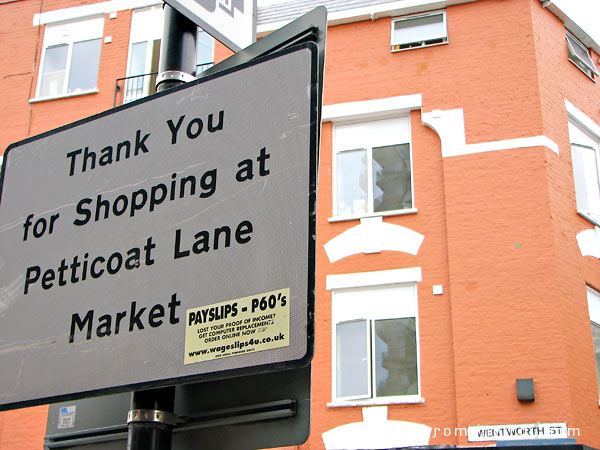 Thank You
for Shopping at
Petticoat Lane
Market
PAYSLIPS - P60's
LOST YOUR PROOF OF INCOME?
GET COMPUTER REPLACEMENTS
ORDER ONLINE NOW
www.wageslips4u.co.uk
WENTWORTH ST